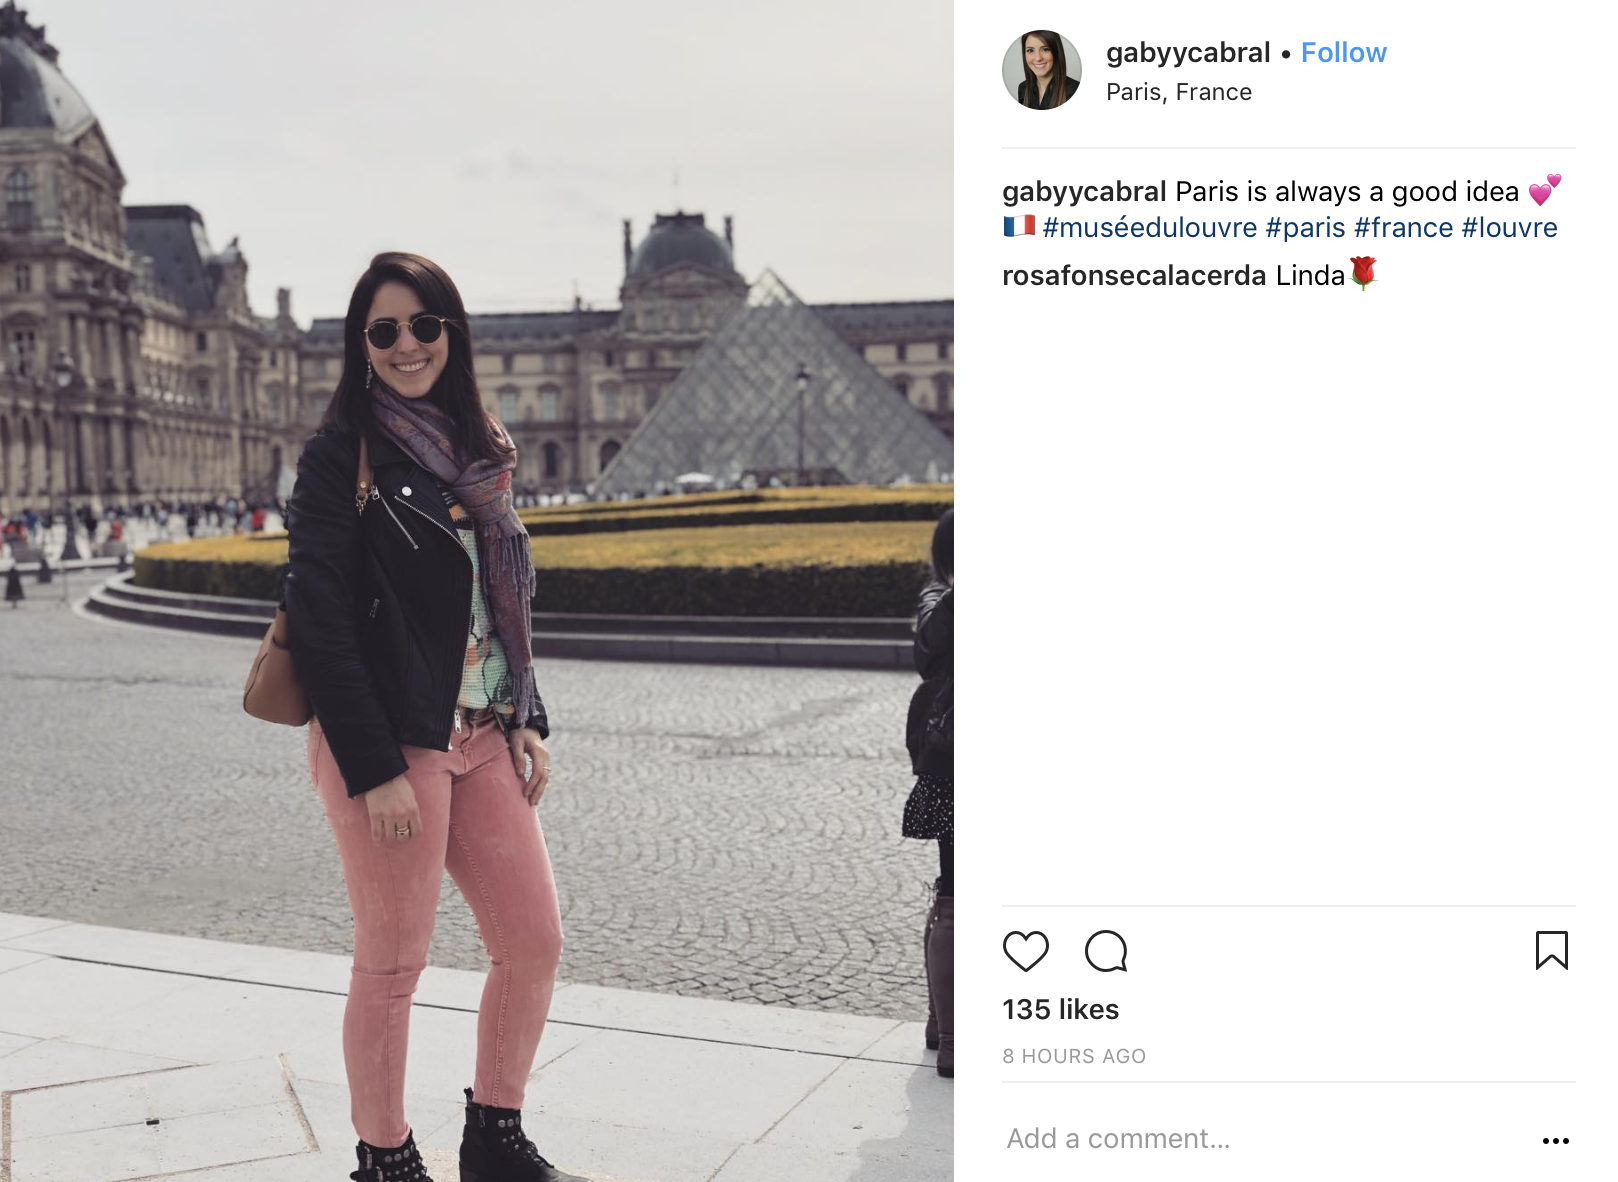 gabyycabral • Follow
Paris, France
gabyycabral Paris is always a good idea 💕
🇫🇷 #muséedulouvre #paris #france #louvre
rosafonsecalacerda Linda🌹
135 likes
8 HOURS AGO
Add a comment...